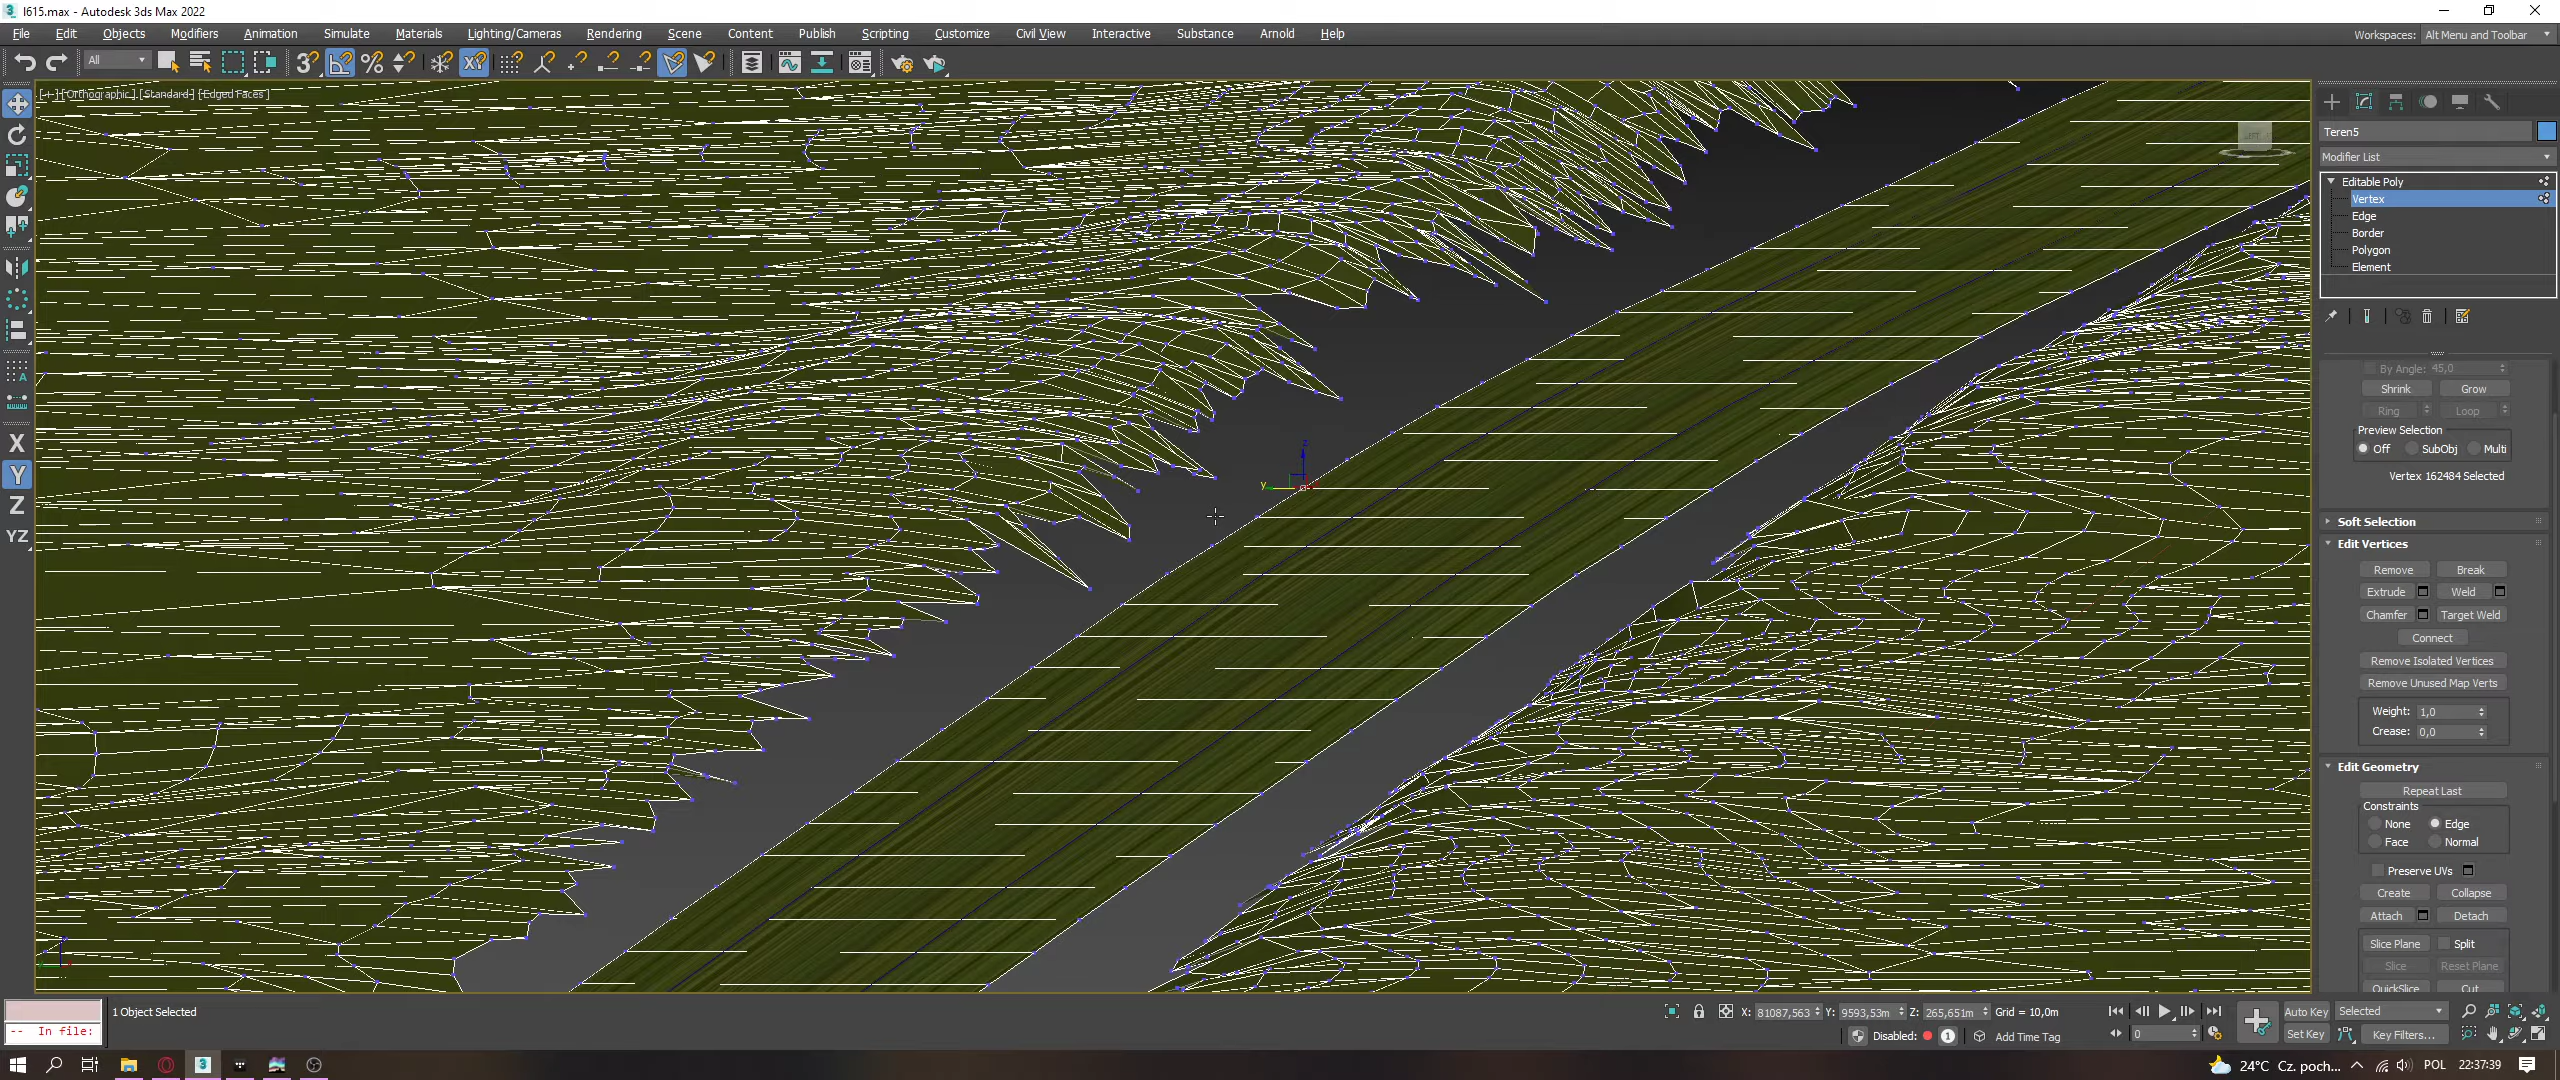 I615.max - Autodesk 3ds Max 2022
File Edit Objects Modifiers Animation Simulate Materials Lighting/Cameras Rendering Scene Content Publish Scripting Customize Civil View Interactive Substance Arnold Help
Workspaces: Alt Menu and Toolbar
All
[+] [Orthographic] [Standard] [Edged Faces]
Teren5
Modifier List
Editable Poly
Vertex
Edge
Border
Polygon
Element
X
Y
Z
YZ
By Angle: 45,0
Shrink Grow
Ring Loop
Preview Selection
Off SubObj Multi
Vertex 162484 Selected
Soft Selection
Edit Vertices
Remove Break
Extrude Weld
Chamfer Target Weld
Connect
Remove Isolated Vertices
Remove Unused Map Verts
Weight: 1,0
Crease: 0,0
Edit Geometry
Repeat Last
Constraints
None Edge
Face Normal
Preserve UVs
Create Collapse
Attach Detach
Slice Plane Split
Slice Reset Plane
QuickSlice Cut
z
y
-- In file:
1 Object Selected
X: 81087,563 Y: 9593,53m Z: 265,651m Grid = 10,0m
Disabled: 1 Add Time Tag
0
Auto Key Selected
Set Key Key Filters...
24°C Cz. poch... POL 22:37:39